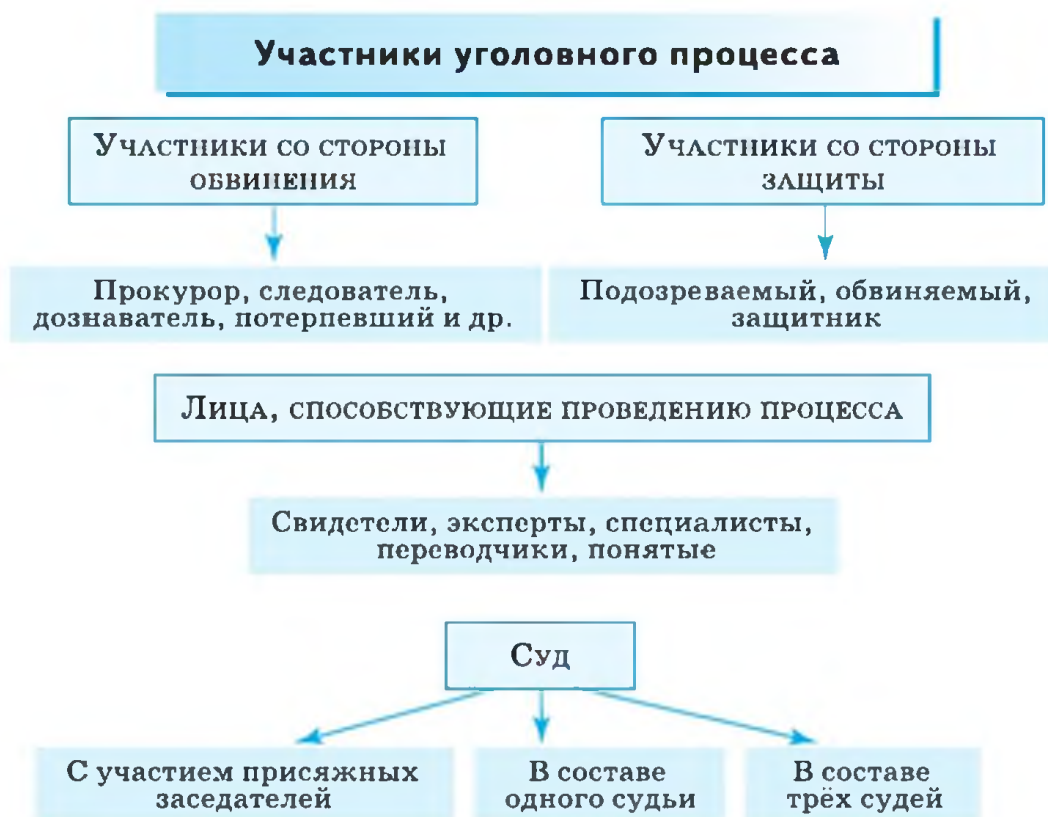 Участники уголовного процесса
Участники со стороны
обвинения
Участники со стороны
защиты
Прокурор, следователь,
дознаватель, потерпевший и др.
Подозреваемый, обвиняемый,
защитник
Лица, способствующие проведению процесса
Свидетели, эксперты, специалисты,
переводчики, понятые
Суд
С участием присяжных
заседателей
В составе
одного судьи
В составе
трёх судей